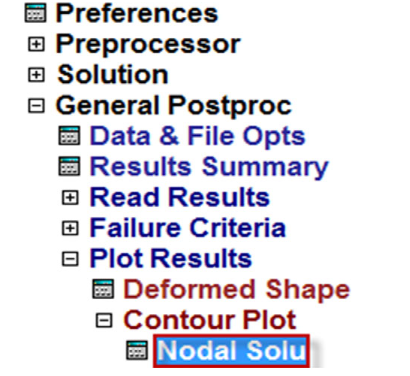 Preferences
Preprocessor
Solution
General Postproc
Data & File Opts
Results Summary
Read Results
Failure Criteria
Plot Results
Deformed Shape
Contour Plot
Nodal Solu